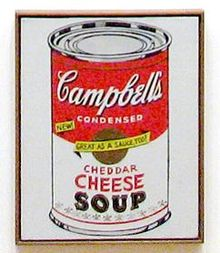 Campbell's
CONDENSED
NEW!
GREAT AS A SAUCE, TOO!
CHEDDAR
CHEESE
SOUP